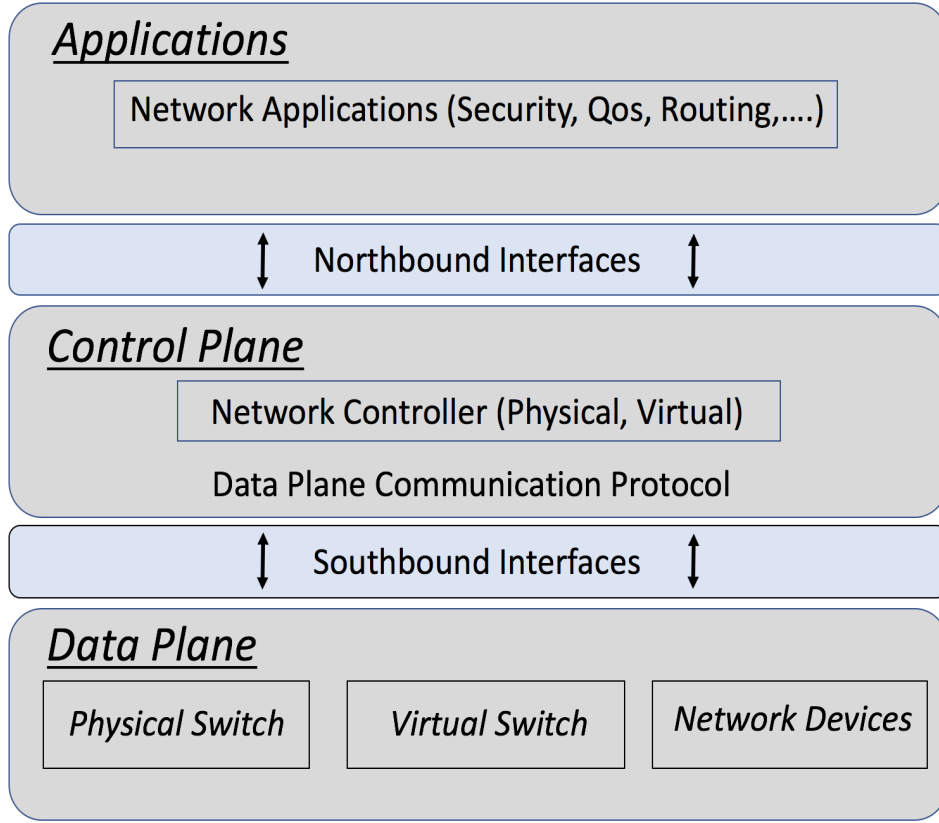 Applications
Network Applications (Security, Qos, Routing,....)
Northbound Interfaces
Control Plane
Network Controller (Physical, Virtual)
Data Plane Communication Protocol
Southbound Interfaces
Data Plane
Physical Switch
Virtual Switch
Network Devices